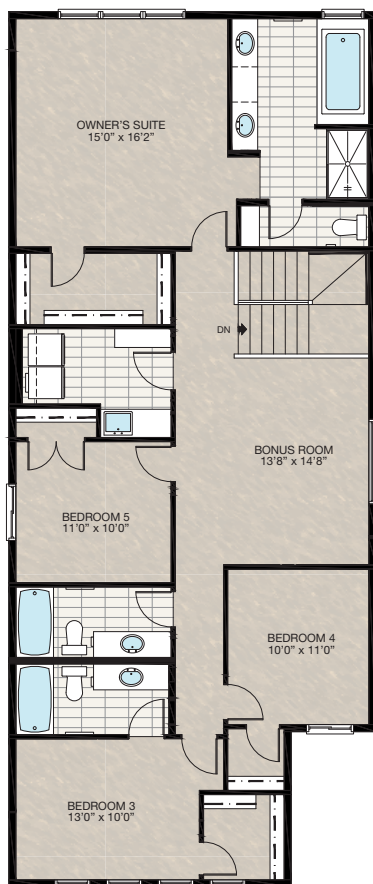 OWNER'S SUITE
15'0" x 16'2"
DN
BONUS ROOM
13'8" x 14'8"
BEDROOM 5
11'0" x 10'0"
BEDROOM 4
10'0" x 11'0"
BEDROOM 3
13'0" x 10'0"